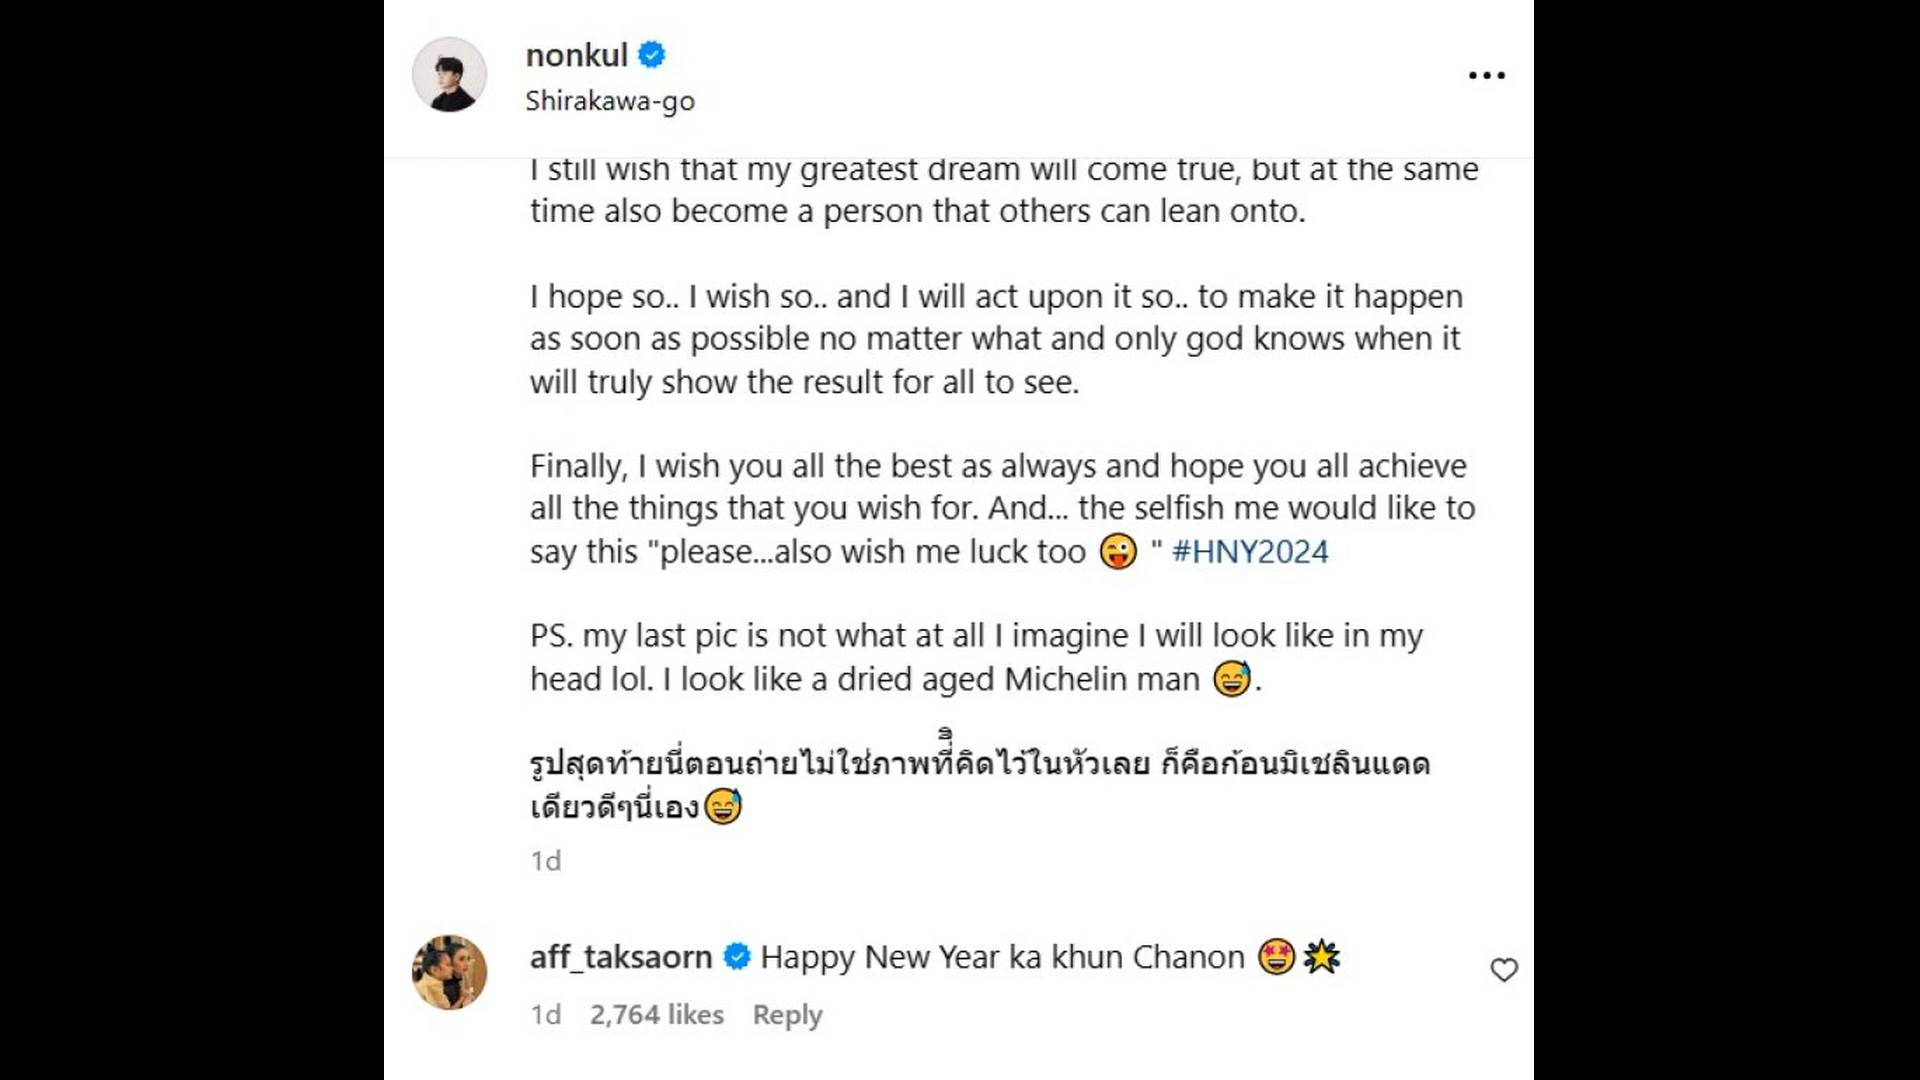 nonkul
Shirakawa-go
I still wish that my greatest dream will come true, but at the same
time also become a person that others can lean onto.
I hope so.. I wish so.. and I will act upon it so.. to make it happen
as soon as possible no matter what and only god knows when it
will truly show the result for all to see.
Finally, I wish you all the best as always and hope you all achieve
all the things that you wish for. And... the selfish me would like to
say this "please...also wish me luck too 😜 " #HNY2024
PS. my last pic is not what at all I imagine I will look like in my
head lol. I look like a dried aged Michelin man 😅.
รูปสุดท้ายนี่ตอนถ่ายไม่ใช่ภาพที่ิคิดไว้ในหัวเลย ก็คือก้อนมิเชลินแดด
เดียวดีๆนี่เอง😅
1d
aff_taksaorn Happy New Year ka khun Chanon 🤩🌟
1d 2,764 likes Reply